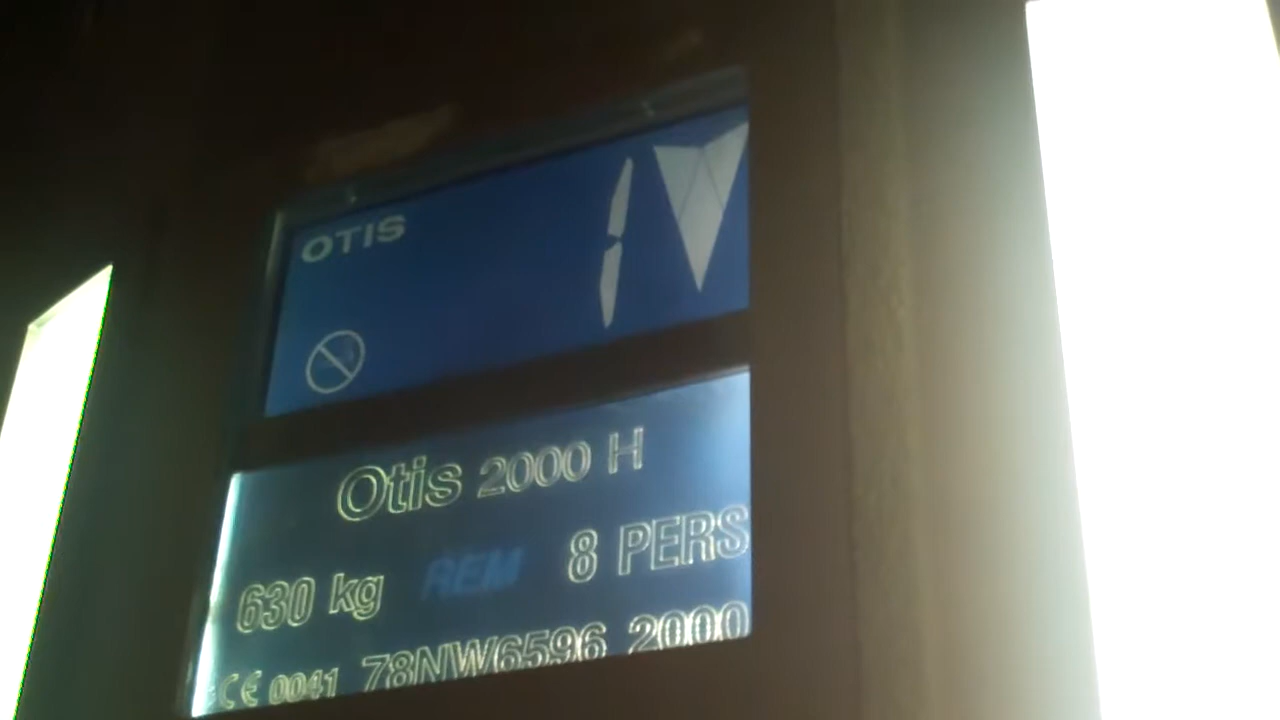 OTIS
1
Otis 2000 H
630 kg REM 8 PERS
CE 0041 78NW6596 2000